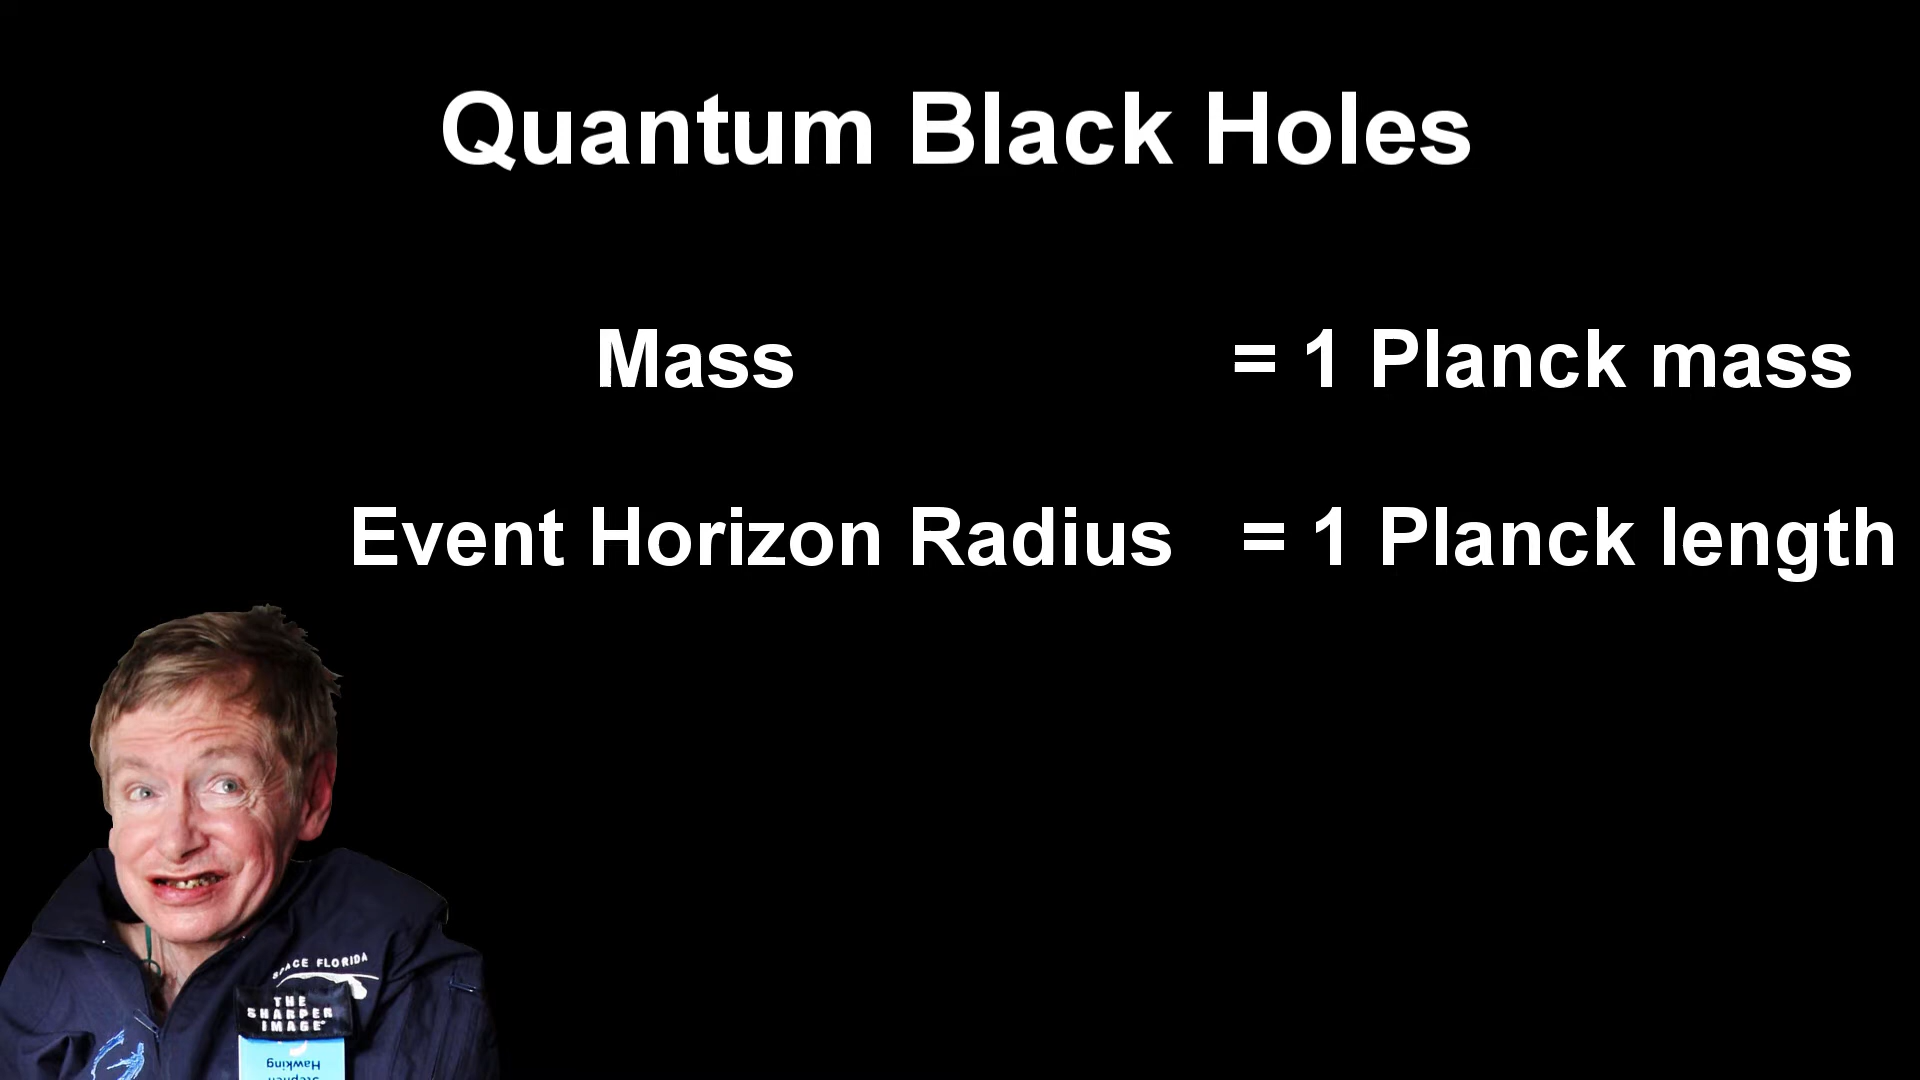 Quantum Black Holes
Mass = 1 Planck mass
Event Horizon Radius = 1 Planck length
SPACE FLORIDA
THE
SHARPER
IMAGE
Hawking
Stephen